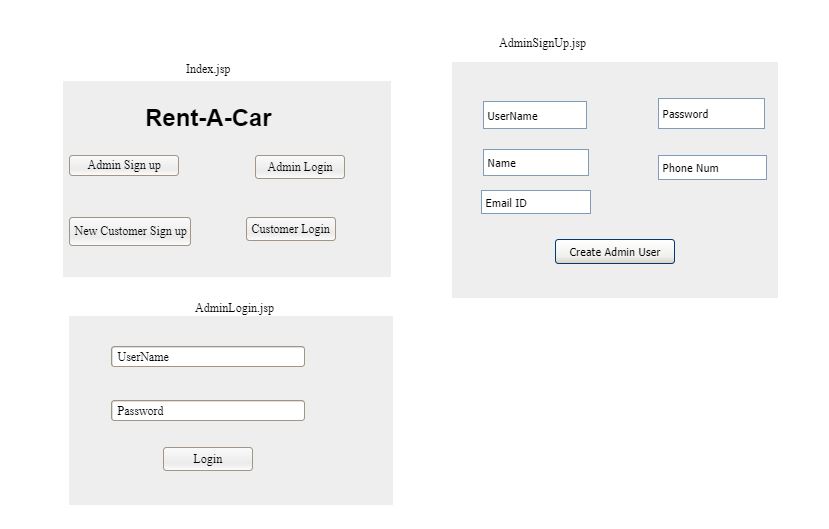 Index.jsp
Rent-A-Car
Admin Sign up
Admin Login
New Customer Sign up
Customer Login
AdminSignUp.jsp
UserName
Password
Name
Phone Num
Email ID
Create Admin User
AdminLogin.jsp
UserName
Password
Login